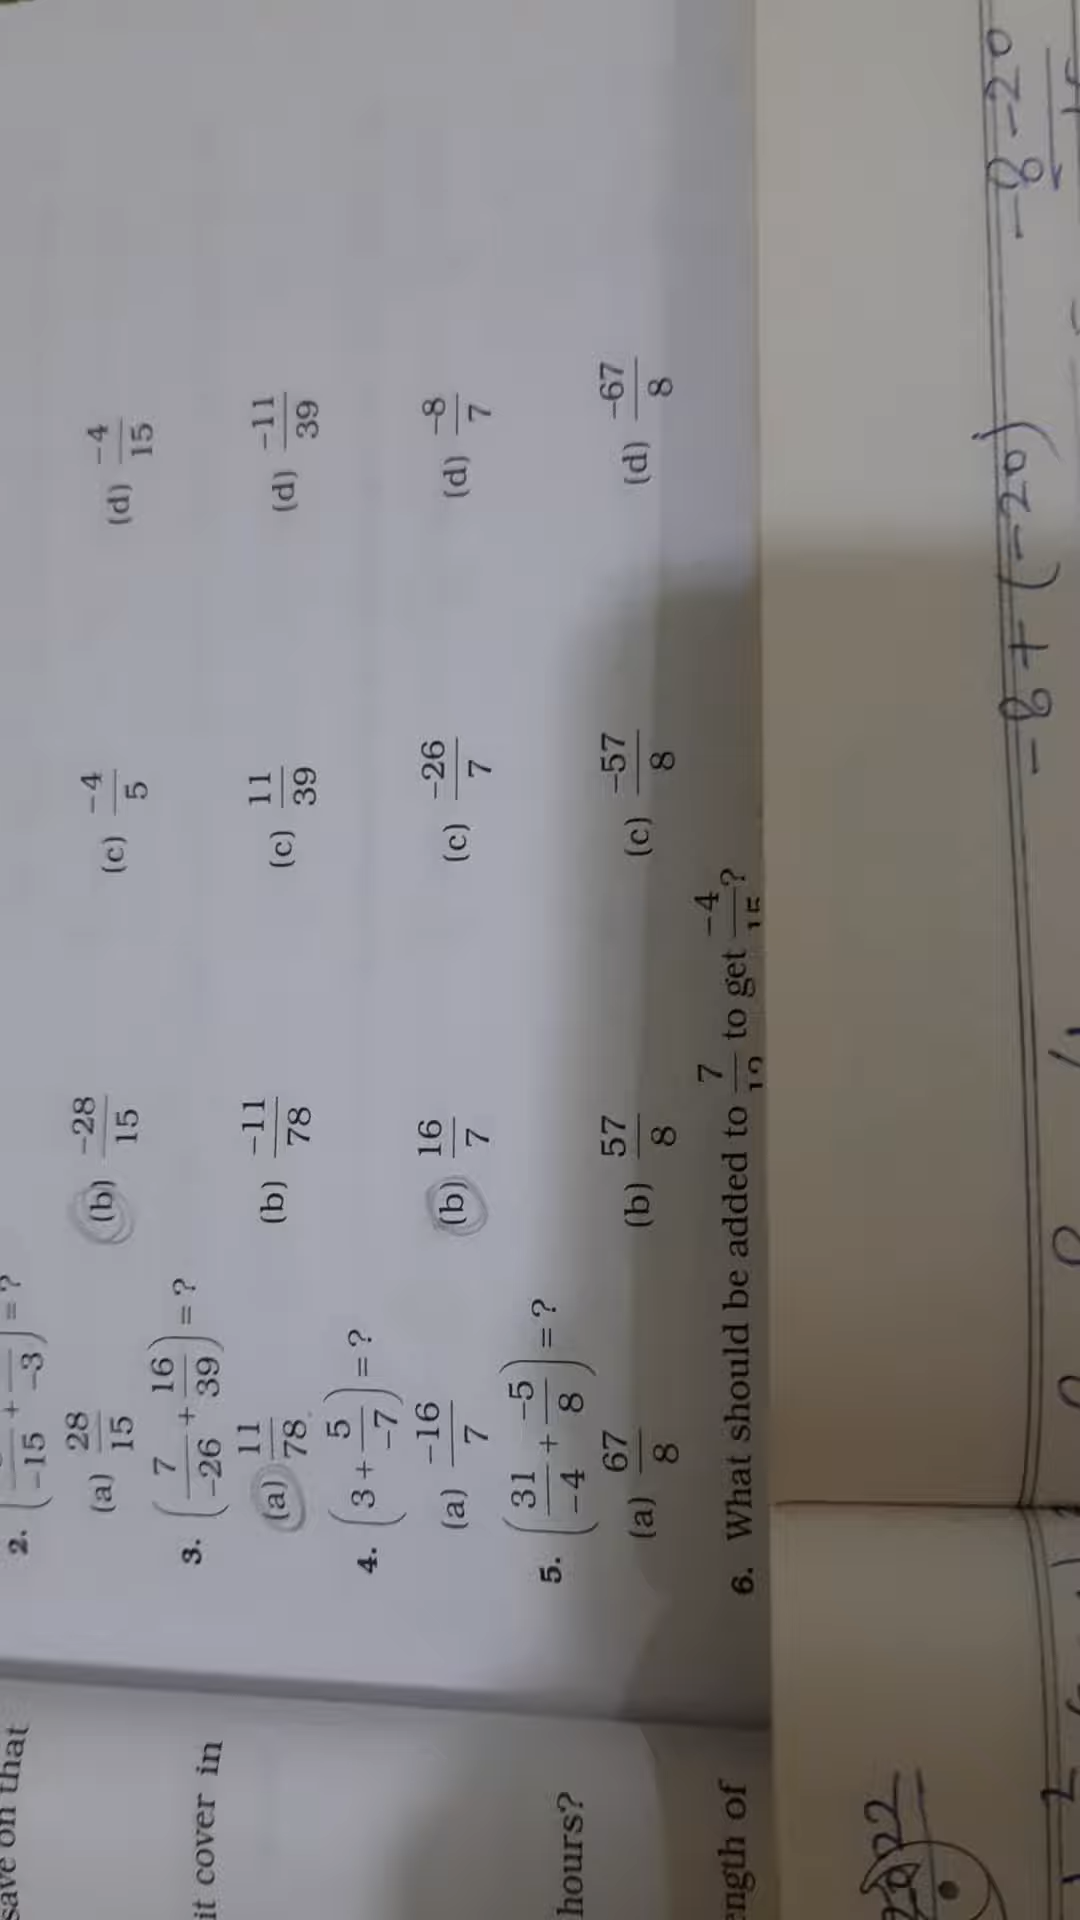 2. ( /-15 + /-3) = ?
(a) 28/15 (b) -28/15 (c) -4/5 (d) -4/15
3. (7/-26 + 16/39) = ?
(a) 11/78 (b) -11/78 (c) 11/39 (d) -11/39
4. (3 + 5/-7) = ?
(a) -16/7 (b) 16/7 (c) -26/7 (d) -8/7
5. (31/-4 + -5/8) = ?
(a) 67/8 (b) 57/8 (c) -57/8 (d) -67/8
6. What should be added to 7/12 to get -4/15?
save on that
it cover in
hours?
ength of
-8 + (-20) -8 -20
22